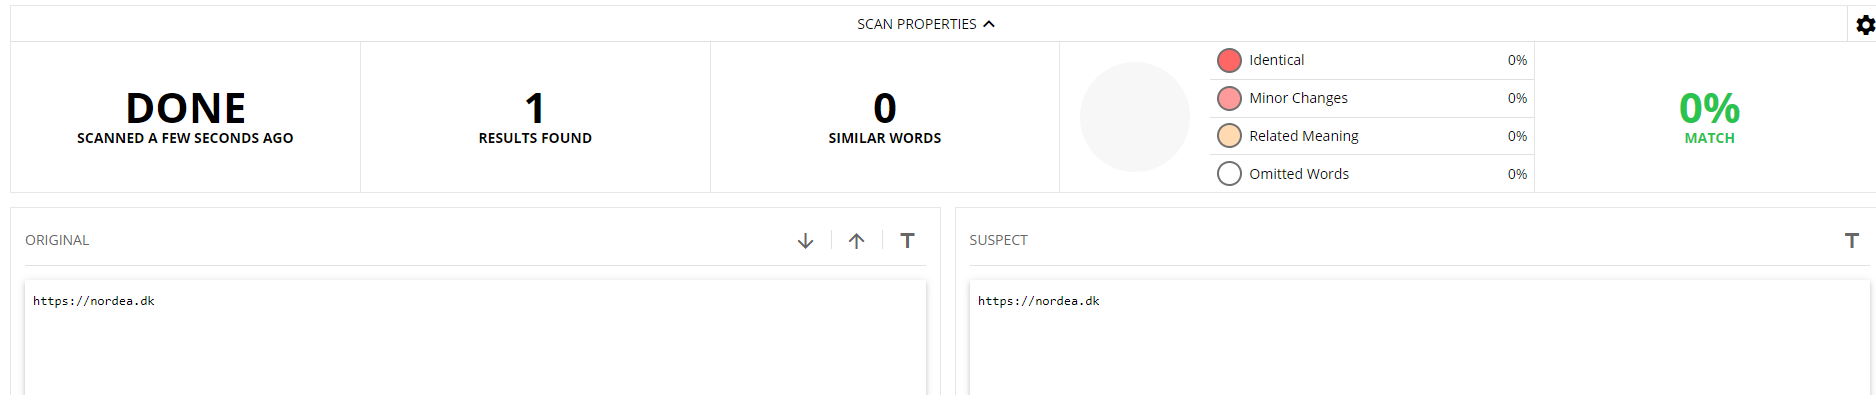 SCAN PROPERTIES
DONE
SCANNED A FEW SECONDS AGO
1
RESULTS FOUND
0
SIMILAR WORDS
Identical 0%
Minor Changes 0%
Related Meaning 0%
Omitted Words 0%
0%
MATCH
ORIGINAL
https://nordea.dk
SUSPECT
https://nordea.dk